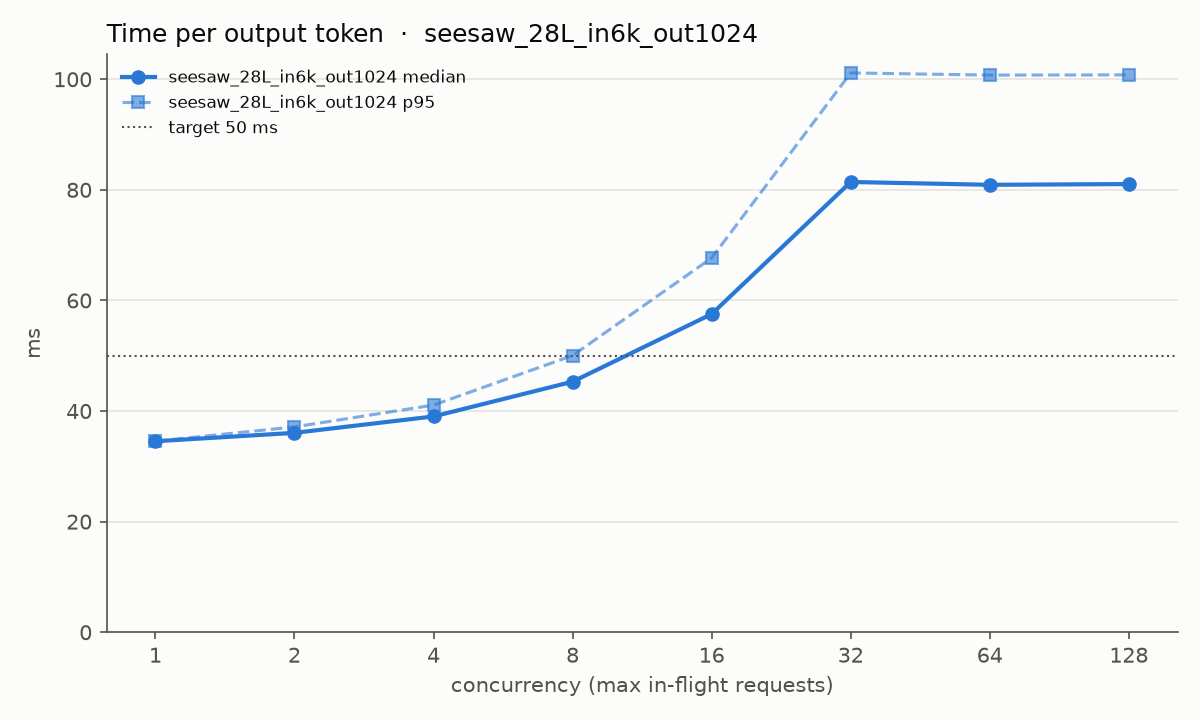 Time per output token · seesaw_28L_in6k_out1024
seesaw_28L_in6k_out1024 median
seesaw_28L_in6k_out1024 p95
target 50 ms
100
80
60
40
20
0
ms
1 2 4 8 16 32 64 128
concurrency (max in-flight requests)